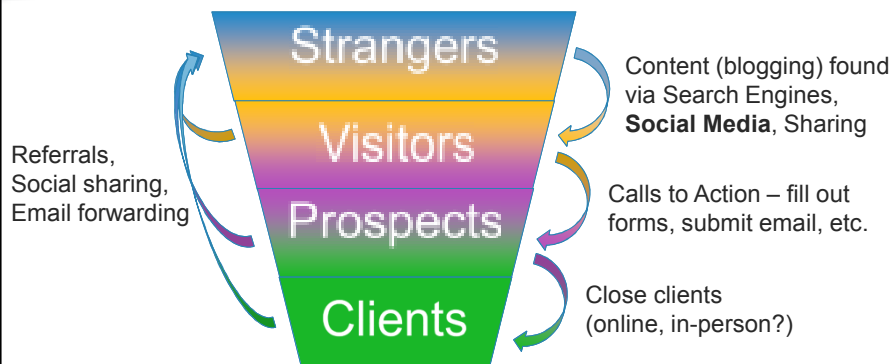 Strangers
Content (blogging) found
via Search Engines,
Social Media, Sharing
Visitors
Referrals,
Social sharing,
Email forwarding
Calls to Action – fill out
forms, submit email, etc.
Prospects
Close clients
(online, in-person?)
Clients